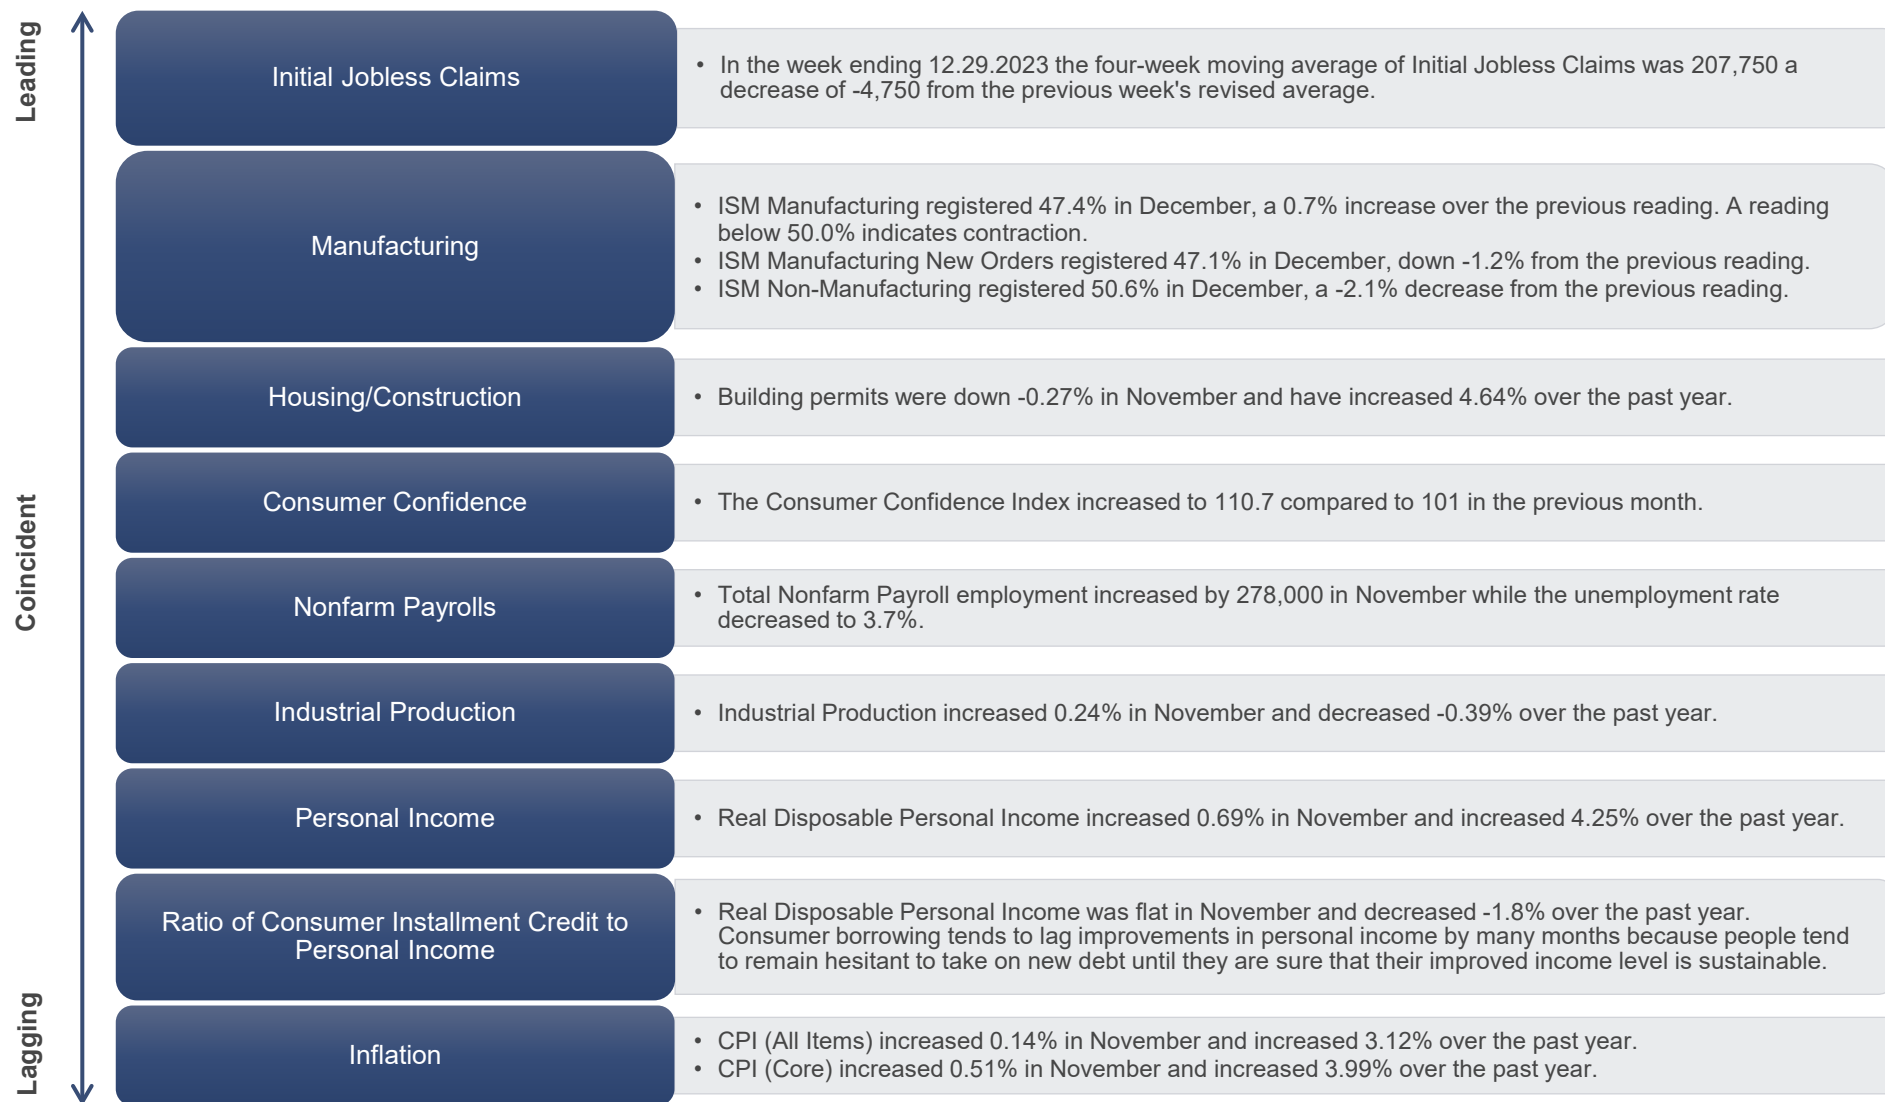 Leading
Initial Jobless Claims
• In the week ending 12.29.2023 the four-week moving average of Initial Jobless Claims was 207,750 a
decrease of -4,750 from the previous week's revised average.
Manufacturing
• ISM Manufacturing registered 47.4% in December, a 0.7% increase over the previous reading. A reading
below 50.0% indicates contraction.
• ISM Manufacturing New Orders registered 47.1% in December, down -1.2% from the previous reading.
• ISM Non-Manufacturing registered 50.6% in December, a -2.1% decrease from the previous reading.
Housing/Construction
• Building permits were down -0.27% in November and have increased 4.64% over the past year.
Coincident
Consumer Confidence
• The Consumer Confidence Index increased to 110.7 compared to 101 in the previous month.
Nonfarm Payrolls
• Total Nonfarm Payroll employment increased by 278,000 in November while the unemployment rate
decreased to 3.7%.
Industrial Production
• Industrial Production increased 0.24% in November and decreased -0.39% over the past year.
Personal Income
• Real Disposable Personal Income increased 0.69% in November and increased 4.25% over the past year.
Ratio of Consumer Installment Credit to
Personal Income
• Real Disposable Personal Income was flat in November and decreased -1.8% over the past year.
Consumer borrowing tends to lag improvements in personal income by many months because people tend
to remain hesitant to take on new debt until they are sure that their improved income level is sustainable.
Lagging
Inflation
• CPI (All Items) increased 0.14% in November and increased 3.12% over the past year.
• CPI (Core) increased 0.51% in November and increased 3.99% over the past year.